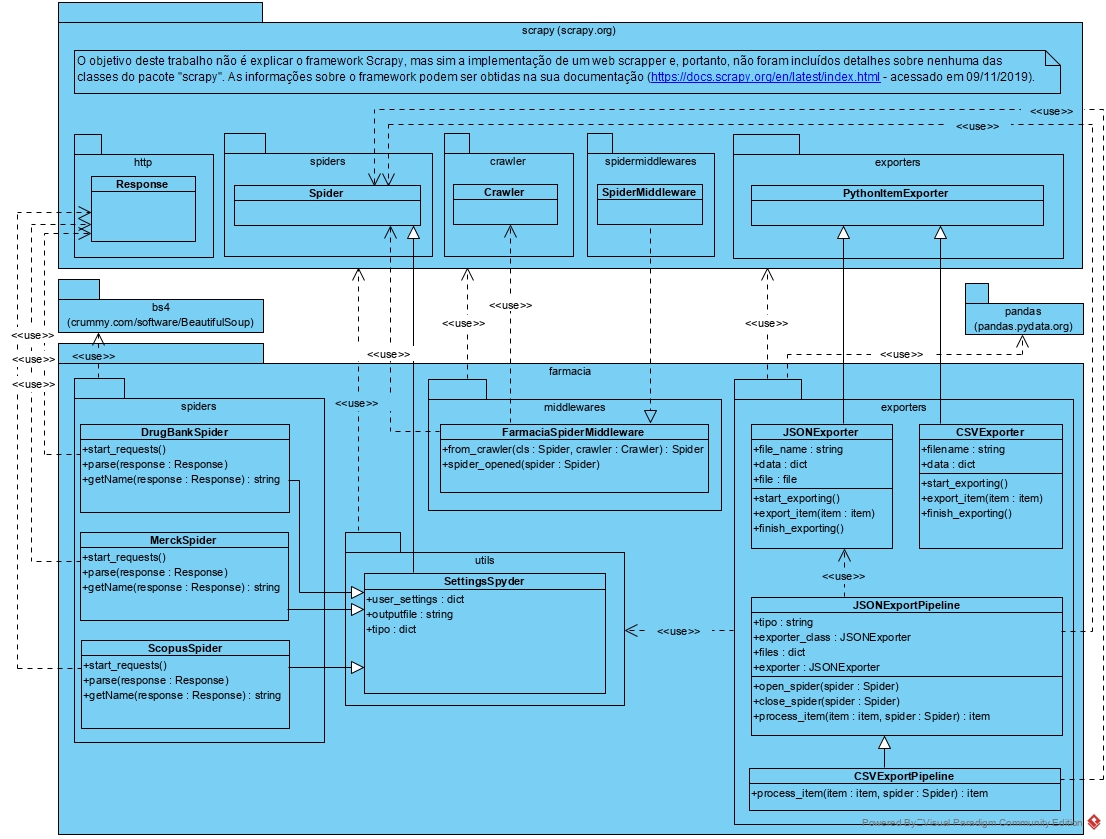 scrapy (scrapy.org)
O objetivo deste trabalho não é explicar o framework Scrapy, mas sim a implementação de um web scrapper e, portanto, não foram incluídos detalhes sobre nenhuma das
classes do pacote "scrapy". As informações sobre o framework podem ser obtidas na sua documentação (https://docs.scrapy.org/en/latest/index.html - acessado em 09/11/2019).
<<use>>
<<use>>
http
Response
spiders
Spider
crawler
Crawler
spidermiddlewares
SpiderMiddleware
exporters
PythonItemExporter
bs4
(crummy.com/software/BeautifulSoup)
pandas
(pandas.pydata.org)
<<use>>
<<use>>
<<use>>
<<use>>
<<use>>
<<use>>
<<use>>
<<use>>
<<use>>
<<use>>
<<use>>
farmacia
spiders
DrugBankSpider
+start_requests()
+parse(response : Response)
+getName(response : Response) : string
MerckSpider
+start_requests()
+parse(response : Response)
+getName(response : Response) : string
ScopusSpider
+start_requests()
+parse(response : Response)
+getName(response : Response) : string
middlewares
FarmaciaSpiderMiddleware
+from_crawler(cls : Spider, crawler : Crawler) : Spider
+spider_opened(spider : Spider)
utils
SettingsSpyder
+user_settings : dict
+outputfile : string
+tipo : dict
<<use>>
exporters
JSONExporter
+file_name : string
+data : dict
+file : file
+start_exporting()
+export_item(item : item)
+finish_exporting()
CSVExporter
+filename : string
+data : dict
+start_exporting()
+export_item(item : item)
+finish_exporting()
<<use>>
JSONExportPipeline
+tipo : string
+exporter_class : JSONExporter
+files : dict
+exporter : JSONExporter
+open_spider(spider : Spider)
+close_spider(spider : Spider)
+process_item(item : item, spider : Spider) : item
CSVExportPipeline
+process_item(item : item, spider : Spider) : item
Powered By Visual Paradigm Community Edition